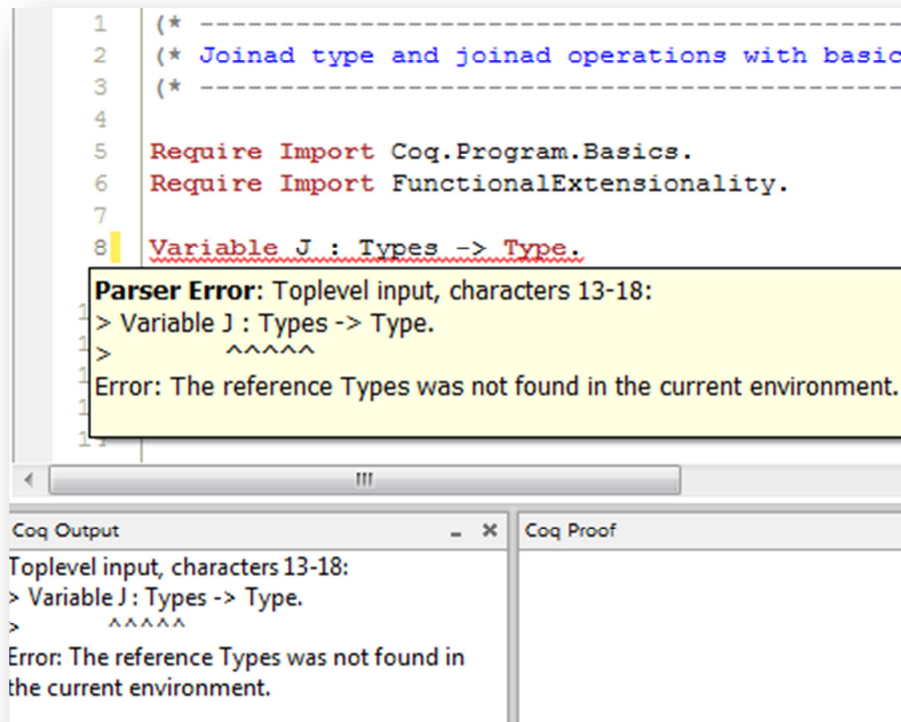 1 (* --------------------------------------------
2 (* Joinad type and joinad operations with basic
3 (* --------------------------------------------
4
5 Require Import Coq.Program.Basics.
6 Require Import FunctionalExtensionality.
7
8 Variable J : Types -> Type.
Parser Error: Toplevel input, characters 13-18:
> Variable J : Types -> Type.
> ^^^^^
Error: The reference Types was not found in the current environment.
Coq Output
Coq Proof
Toplevel input, characters 13-18:
> Variable J : Types -> Type.
> ^^^^^
Error: The reference Types was not found in
the current environment.